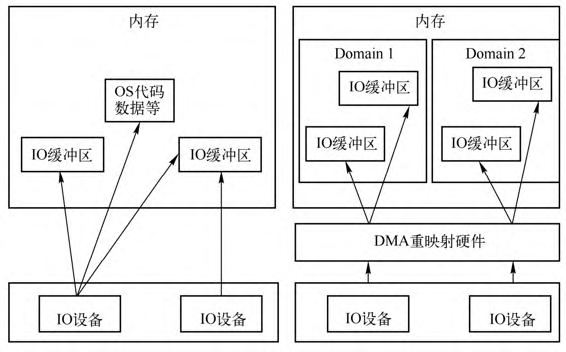 内存
OS代码
数据等
IO缓冲区
IO缓冲区
IO设备
IO设备
内存
Domain 1
Domain 2
IO缓冲区
IO缓冲区
IO缓冲区
IO缓冲区
DMA重映射硬件
IO设备
IO设备